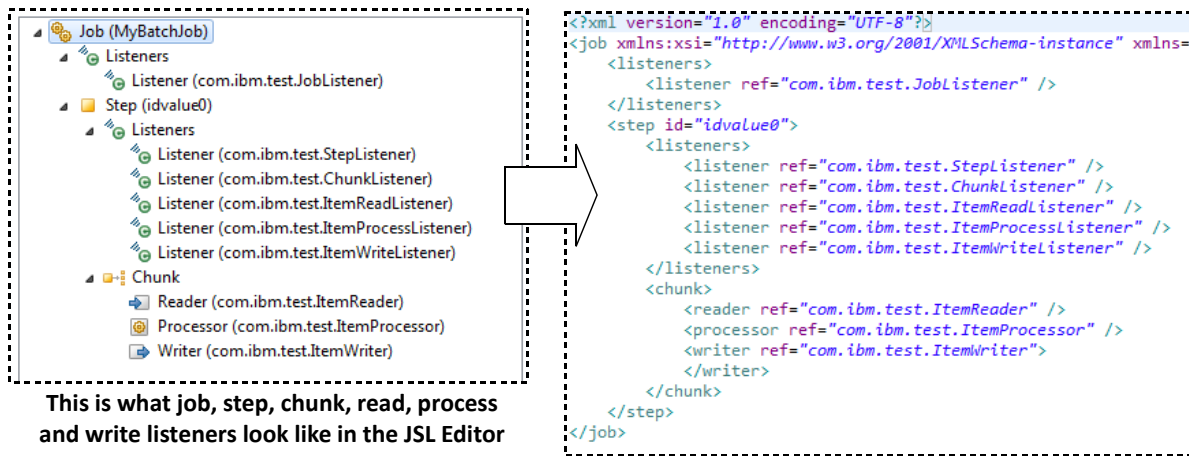 Job (MyBatchJob)
Listeners
Listener (com.ibm.test.JobListener)
Step (idvalue0)
Listeners
Listener (com.ibm.test.StepListener)
Listener (com.ibm.test.ChunkListener)
Listener (com.ibm.test.ItemReadListener)
Listener (com.ibm.test.ItemProcessListener)
Listener (com.ibm.test.ItemWriteListener)
Chunk
Reader (com.ibm.test.ItemReader)
Processor (com.ibm.test.ItemProcessor)
Writer (com.ibm.test.ItemWriter)
This is what job, step, chunk, read, process
and write listeners look like in the JSL Editor
<?xml version="1.0" encoding="UTF-8"?>
<job xmlns:xsi="http://www.w3.org/2001/XMLSchema-instance" xmlns=
<listeners>
<listener ref="com.ibm.test.JobListener" />
</listeners>
<step id="idvalue0">
<listeners>
<listener ref="com.ibm.test.StepListener" />
<listener ref="com.ibm.test.ChunkListener" />
<listener ref="com.ibm.test.ItemReadListener" />
<listener ref="com.ibm.test.ItemProcessListener" />
<listener ref="com.ibm.test.ItemWriteListener" />
</listeners>
<chunk>
<reader ref="com.ibm.test.ItemReader" />
<processor ref="com.ibm.test.ItemProcessor" />
<writer ref="com.ibm.test.ItemWriter">
</writer>
</chunk>
</step>
</job>